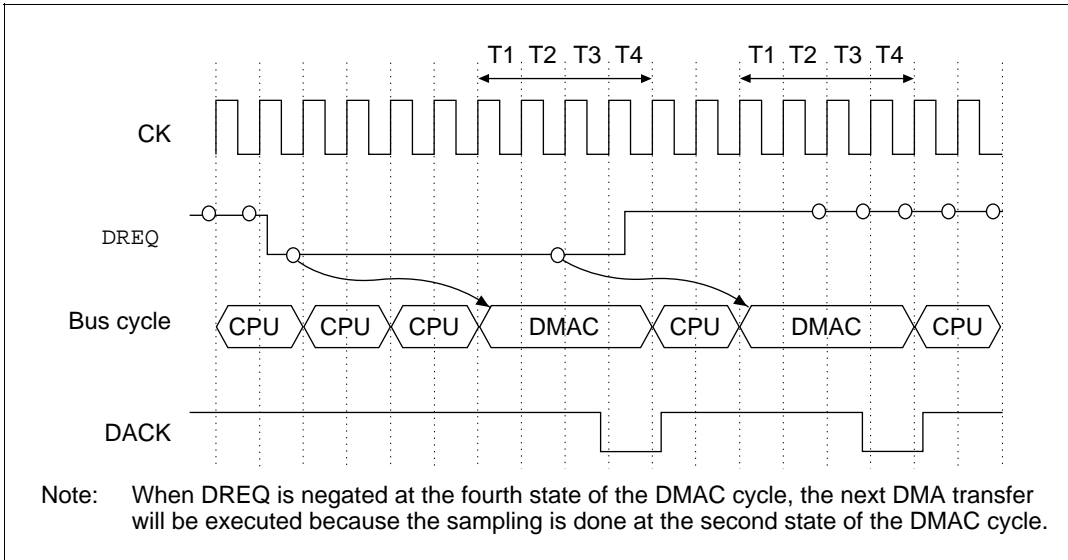 T1 T2 T3 T4 T1 T2 T3 T4
CK
DREQ
Bus cycle CPU CPU CPU DMAC CPU DMAC CPU
DACK
Note: When DREQ is negated at the fourth state of the DMAC cycle, the next DMA transfer
will be executed because the sampling is done at the second state of the DMAC cycle.